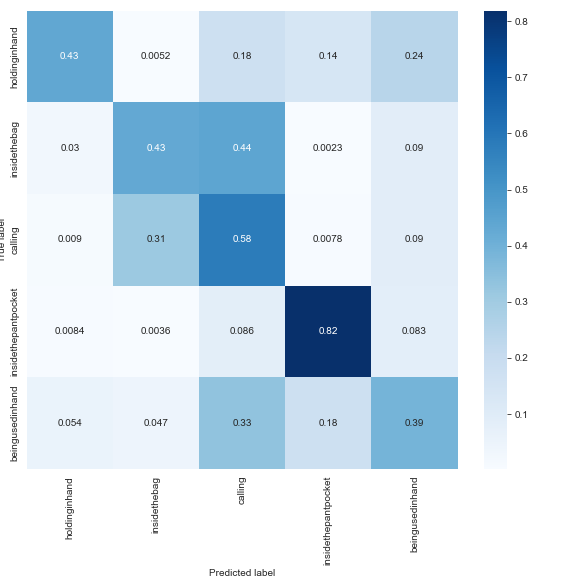 holdinginhand 0.43 0.0052 0.18 0.14 0.24
insidethebag 0.03 0.43 0.44 0.0023 0.09
True label
calling 0.009 0.31 0.58 0.0078 0.09
insidethepantpocket 0.0084 0.0036 0.086 0.82 0.083
beingusedinhand 0.054 0.047 0.33 0.18 0.39
holdinginhand insidethebag calling insidethepantpocket beingusedinhand
Predicted label
0.8
0.7
0.6
0.5
0.4
0.3
0.2
0.1